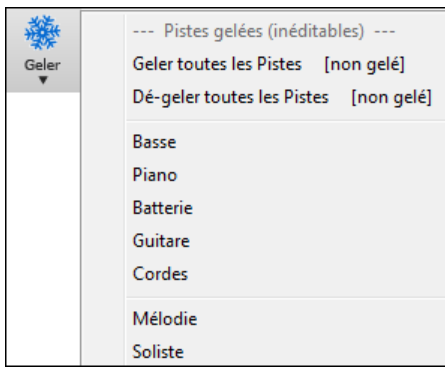 Geler
--- Pistes gelées (inéditables) ---
Geler toutes les Pistes [non gelé]
Dé-geler toutes les Pistes [non gelé]
Basse
Piano
Batterie
Guitare
Cordes
Mélodie
Soliste